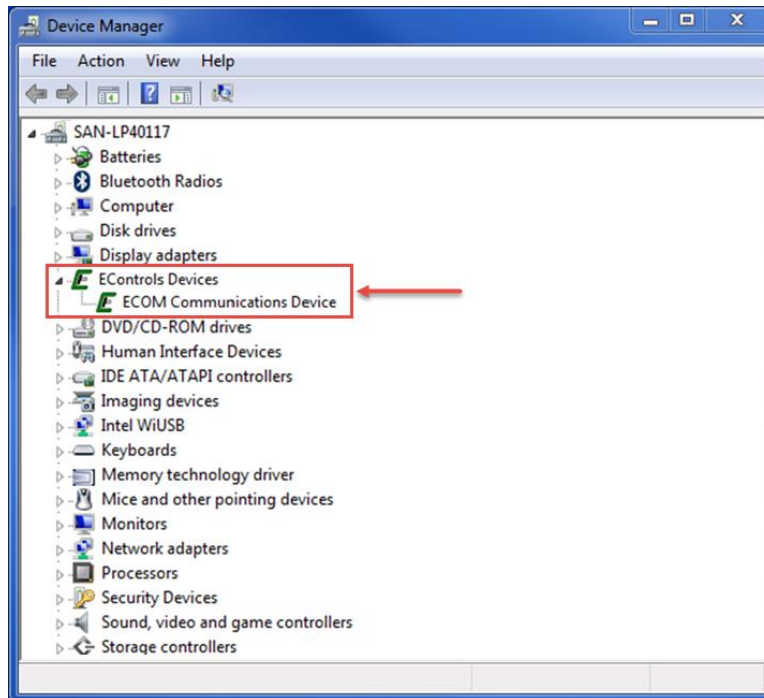 Device Manager
File Action View Help
SAN-LP40117
Batteries
Bluetooth Radios
Computer
Disk drives
Display adapters
EControls Devices
ECOM Communications Device
DVD/CD-ROM drives
Human Interface Devices
IDE ATA/ATAPI controllers
Imaging devices
Intel WiUSB
Keyboards
Memory technology driver
Mice and other pointing devices
Monitors
Network adapters
Processors
Security Devices
Sound, video and game controllers
Storage controllers